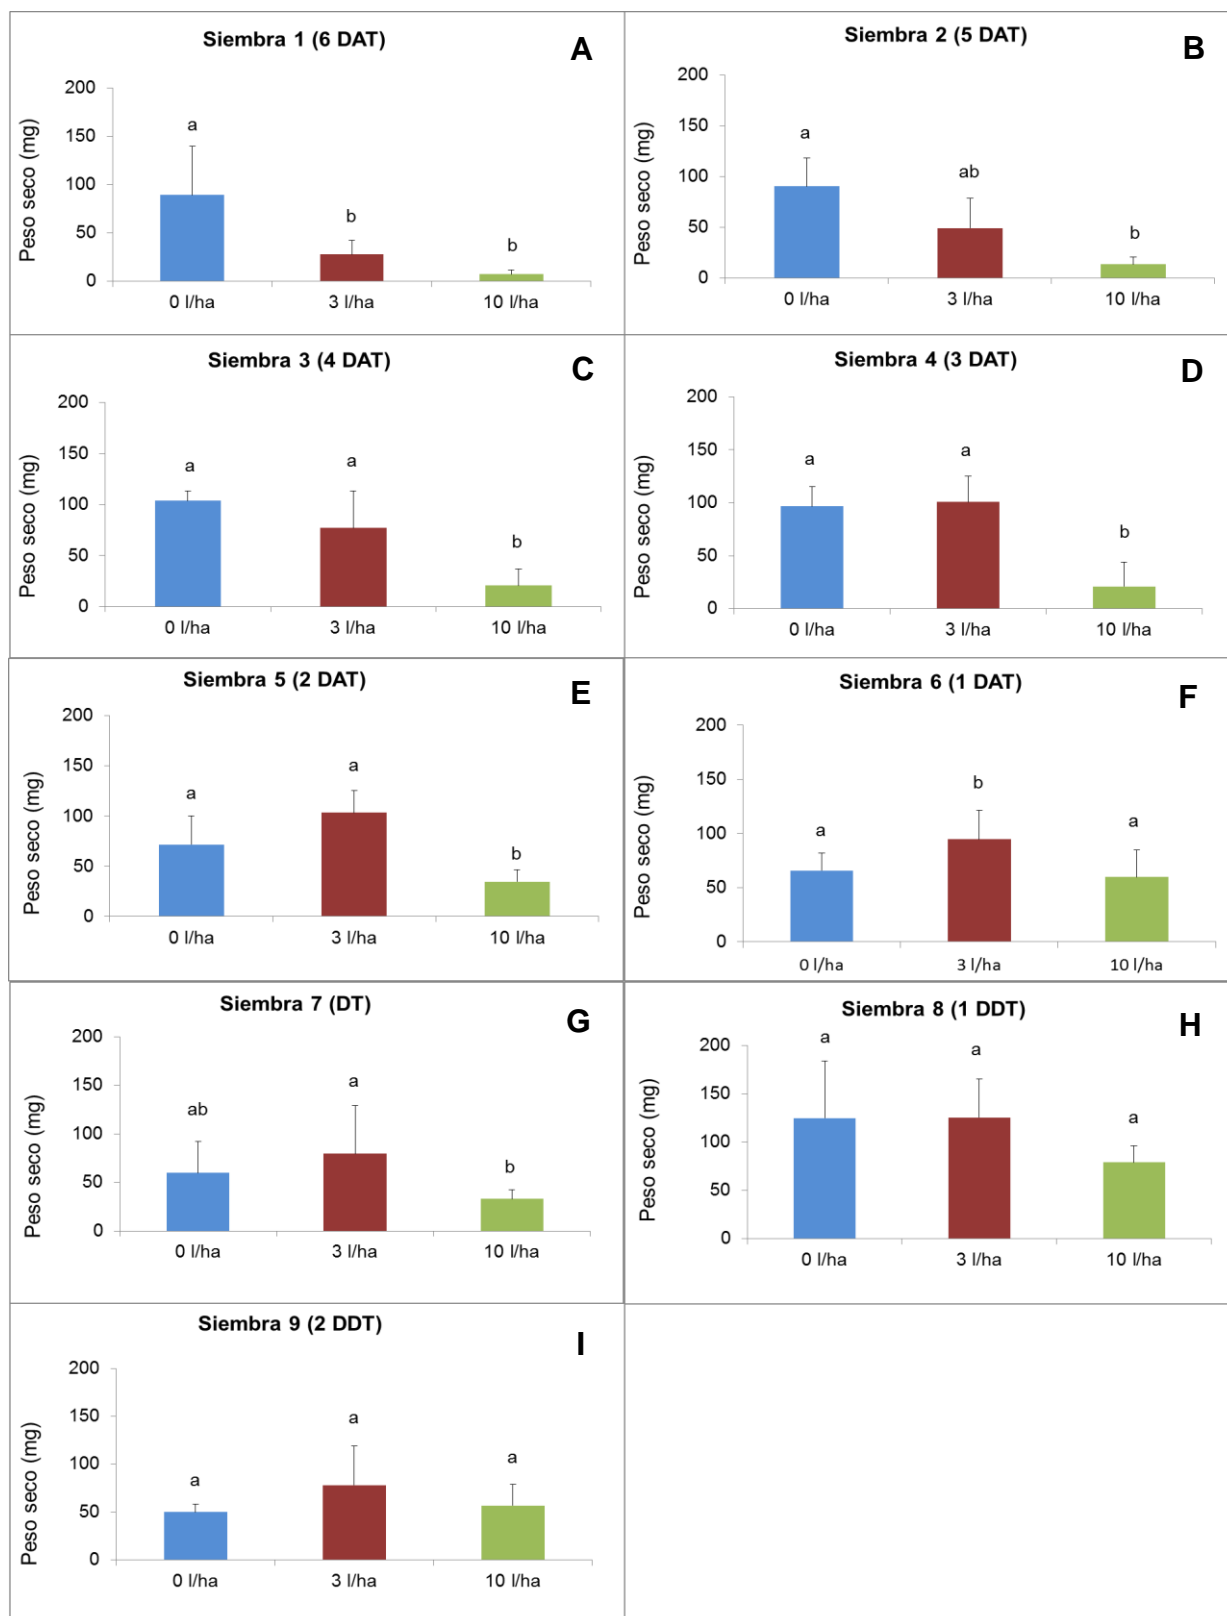 Siembra 1 (6 DAT)
A
Peso seco (mg)
200
150
100
50
0
a
b
b
0 l/ha 3 l/ha 10 l/ha
Siembra 2 (5 DAT)
B
Peso seco (mg)
200
150
100
50
0
a
ab
b
0 l/ha 3 l/ha 10 l/ha
Siembra 3 (4 DAT)
C
Peso seco (mg)
200
150
100
50
0
a
a
b
0 l/ha 3 l/ha 10 l/ha
Siembra 4 (3 DAT)
D
Peso seco (mg)
200
150
100
50
0
a
a
b
0 l/ha 3 l/ha 10 l/ha
Siembra 5 (2 DAT)
E
Peso seco (mg)
200
150
100
50
0
a
a
b
0 l/ha 3 l/ha 10 l/ha
Siembra 6 (1 DAT)
F
Peso seco (mg)
200
150
100
50
0
a
b
a
0 l/ha 3 l/ha 10 l/ha
Siembra 7 (DT)
G
Peso seco (mg)
200
150
100
50
0
ab
a
b
0 l/ha 3 l/ha 10 l/ha
Siembra 8 (1 DDT)
H
Peso seco (mg)
200
150
100
50
0
a
a
a
0 l/ha 3 l/ha 10 l/ha
Siembra 9 (2 DDT)
I
Peso seco (mg)
200
150
100
50
0
a
a
a
0 l/ha 3 l/ha 10 l/ha